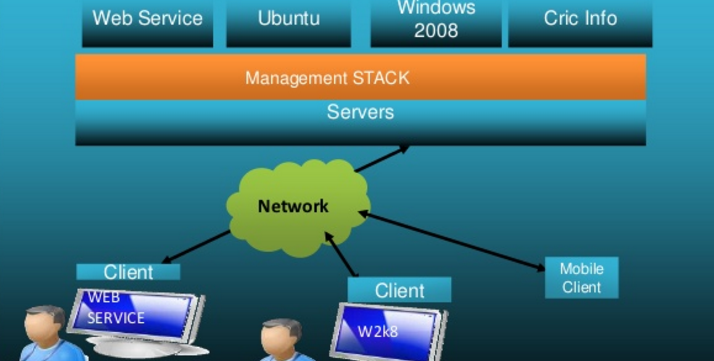 Web Service
Ubuntu
Windows
2008
Cric Info
Management STACK
Servers
Network
Client
WEB
SERVICE
Client
W2k8
Mobile
Client